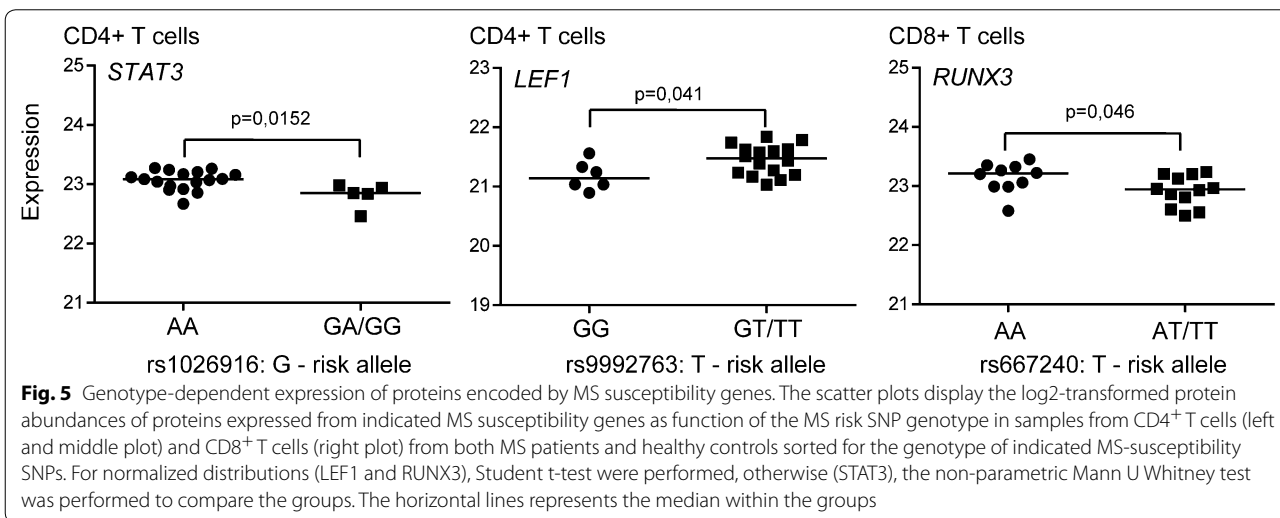 CD4+ T cells
CD4+ T cells
CD8+ T cells
25
STAT3
24
23
22
21
Expression
p=0,0152
AA
GA/GG
rs1026916: G - risk allele
23
LEF1
22
21
20
19
p=0,041
GG
GT/TT
rs9992763: T - risk allele
25
RUNX3
24
23
22
21
p=0,046
AA
AT/TT
rs667240: T - risk allele
Fig. 5 Genotype-dependent expression of proteins encoded by MS susceptibility genes. The scatter plots display the log2-transformed protein
abundances of proteins expressed from indicated MS susceptibility genes as function of the MS risk SNP genotype in samples from CD4+ T cells (left
and middle plot) and CD8+ T cells (right plot) from both MS patients and healthy controls sorted for the genotype of indicated MS-susceptibility
SNPs. For normalized distributions (LEF1 and RUNX3), Student t-test were performed, otherwise (STAT3), the non-parametric Mann U Whitney test
was performed to compare the groups. The horizontal lines represents the median within the groups